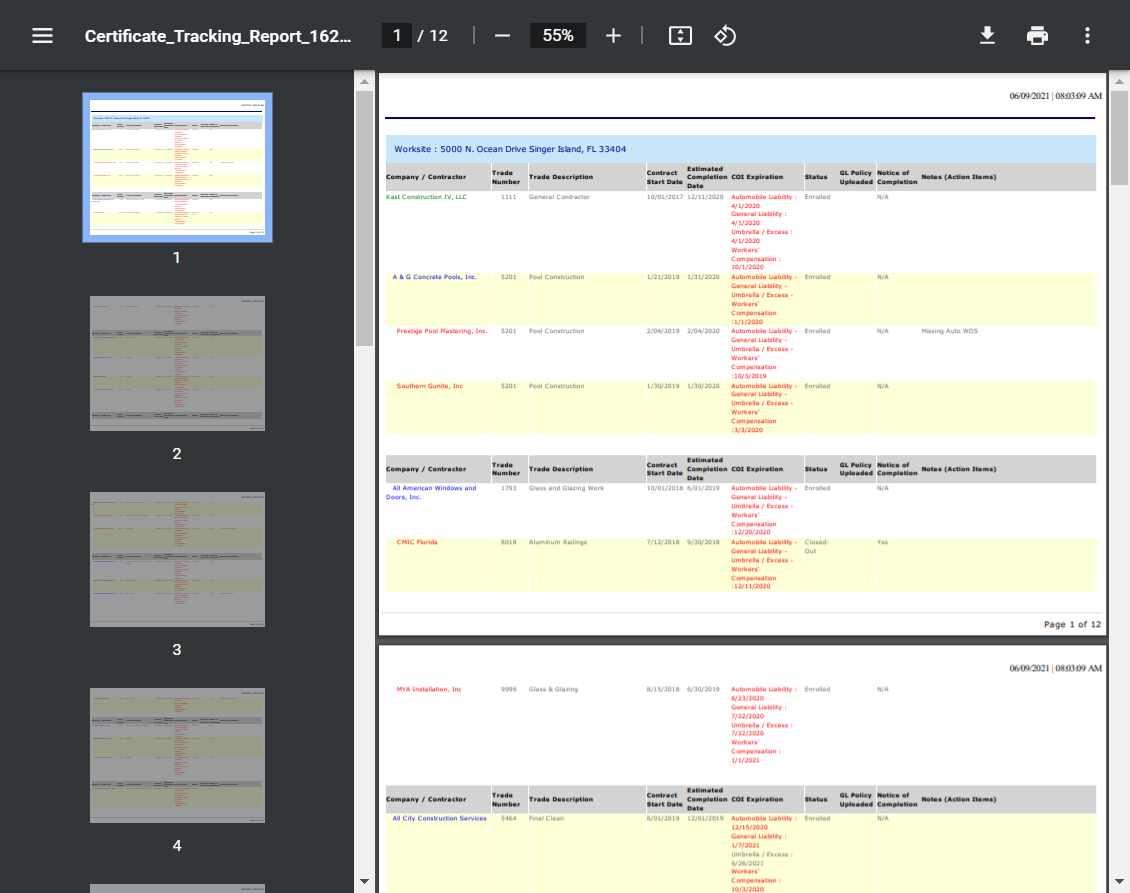 Certificate_Tracking_Report_162...
1 / 12
55%
06/09/2021 | 08:03:09 AM
Worksite : 5000 N. Ocean Drive Singer Island, FL 33404
Company / Contractor Trade Number Trade Description Contract Start Date Estimated Completion Date COI Expiration Status GL Policy Uploaded Notice of Completion Notes (Action Items)
Kast Construction IV, LLC 1111 General Contractor 10/01/2017 12/11/2020 Automobile Liability : Enrolled N/A
4/1/2020
General Liability :
4/1/2020
Umbrella / Excess :
4/1/2020
Workers'
Compensation :
10/1/2020
A & G Concrete Pools, Inc. 5201 Pool Construction 1/21/2019 1/31/2020 Automobile Liability - Enrolled N/A
General Liability -
Umbrella / Excess -
Workers'
Compensation
:1/1/2020
Prestige Pool Plastering, Inc. 5201 Pool Construction 2/04/2019 2/04/2020 Automobile Liability - Enrolled N/A Missing Auto WOS
General Liability -
Umbrella / Excess -
Workers'
Compensation
:10/3/2019
Southern Gunite, Inc 5201 Pool Construction 1/30/2019 1/30/2020 Automobile Liability - Enrolled N/A
General Liability -
Umbrella / Excess -
Workers'
Compensation
:3/3/2020
Company / Contractor Trade Number Trade Description Contract Start Date Estimated Completion Date COI Expiration Status GL Policy Uploaded Notice of Completion Notes (Action Items)
All American Windows and 1793 Glass and Glazing Work 10/01/2018 6/01/2019 Automobile Liability - Enrolled N/A
Doors, Inc. General Liability -
Umbrella / Excess -
Workers'
Compensation
:12/20/2020
CMIC Florida 8018 Aluminum Railings 7/12/2018 9/30/2018 Automobile Liability - Closed- Yes
General Liability - Out
Umbrella / Excess -
Workers'
Compensation
:12/11/2020
Page 1 of 12
06/09/2021 | 08:03:09 AM
MYA Installation, Inc 9996 Glass & Glazing 8/15/2018 6/30/2019 Automobile Liability : Enrolled N/A
6/23/2020
General Liability :
7/22/2020
Umbrella / Excess :
7/22/2020
Workers'
Compensation :
1/1/2021
Company / Contractor Trade Number Trade Description Contract Start Date Estimated Completion Date COI Expiration Status GL Policy Uploaded Notice of Completion Notes (Action Items)
All City Construction Services 5464 Final Clean 6/01/2019 12/01/2019 Automobile Liability : Enrolled N/A
12/15/2020
General Liability :
1/7/2021
Umbrella / Excess :
6/26/2021
Workers'
Compensation :
10/3/2020
1
2
3
4